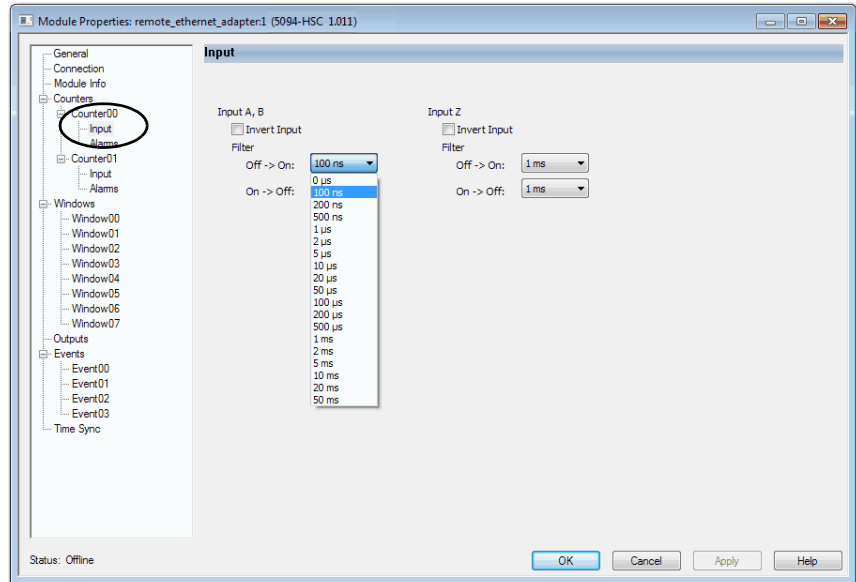 Module Properties: remote_ethernet_adapter:1 (5094-HSC 1.011)
General
Connection
Module Info
Counters
Counter00
Input
Alarms
Counter01
Input
Alarms
Windows
Window00
Window01
Window02
Window03
Window04
Window05
Window06
Window07
Outputs
Events
Event00
Event01
Event02
Event03
Time Sync
Input
Input A, B
Invert Input
Filter
Off -> On: 100 ns
On -> Off:
0 µs
100 ns
200 ns
500 ns
1 µs
2 µs
5 µs
10 µs
20 µs
50 µs
100 µs
200 µs
500 µs
1 ms
2 ms
5 ms
10 ms
20 ms
50 ms
Input Z
Invert Input
Filter
Off -> On: 1 ms
On -> Off: 1 ms
Status: Offline
OK Cancel Apply Help